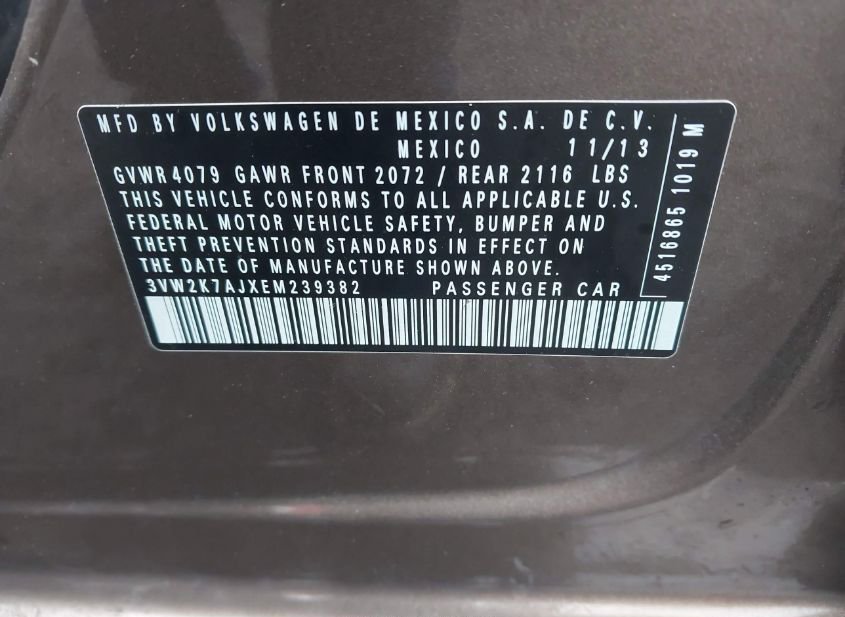 MFD BY VOLKSWAGEN DE MEXICO S.A. DE C.V.
MEXICO 11/13
GVWR 4079 GAWR FRONT 2072 / REAR 2116 LBS
THIS VEHICLE CONFORMS TO ALL APPLICABLE U.S.
FEDERAL MOTOR VEHICLE SAFETY, BUMPER AND
THEFT PREVENTION STANDARDS IN EFFECT ON
THE DATE OF MANUFACTURE SHOWN ABOVE.
3VW2K7AJXEM239382 PASSENGER CAR
4516865 1019 M